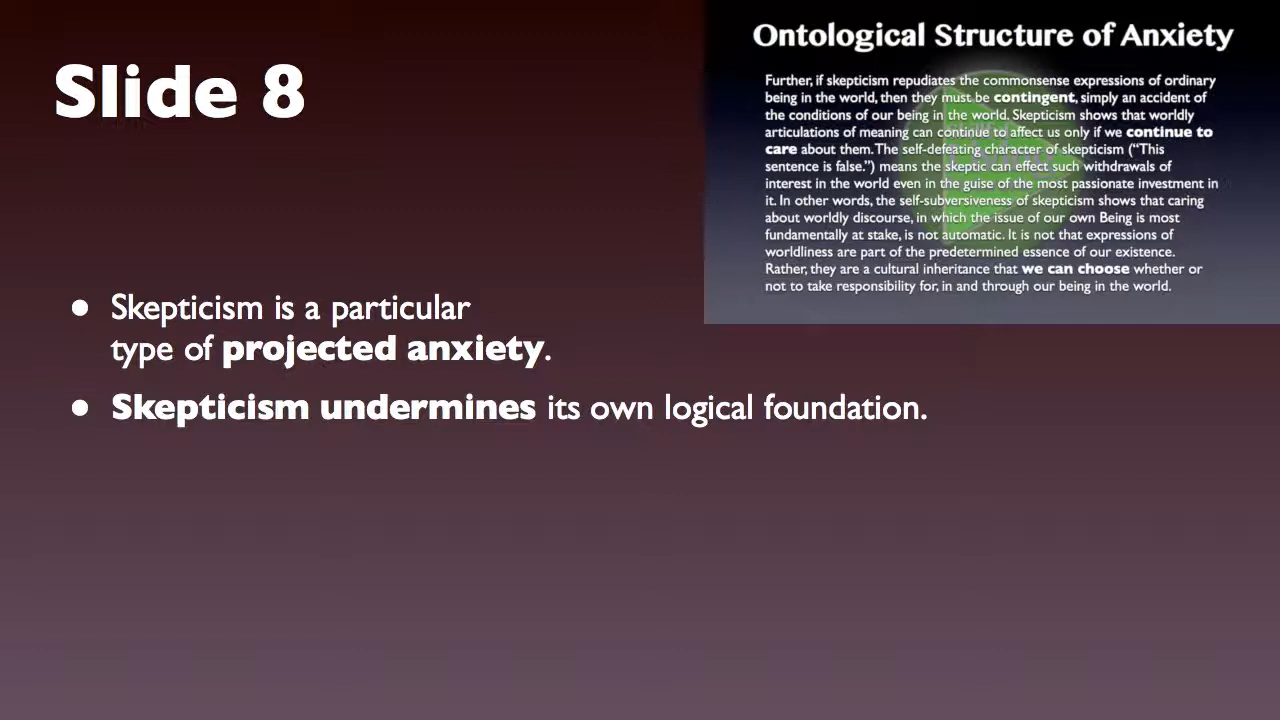 Slide 8
Ontological Structure of Anxiety
Further, if skepticism repudiates the commonsense expressions of ordinary
being in the world, then they must be contingent, simply an accident of
the conditions of our being in the world. Skepticism shows that worldly
articulations of meaning can continue to affect us only if we continue to
care about them. The self-defeating character of skepticism (“This
sentence is false.”) means the skeptic can effect such withdrawals of
interest in the world even in the guise of the most passionate investment in
it. In other words, the self-subversiveness of skepticism shows that caring
about worldly discourse, in which the issue of our own Being is most
fundamentally at stake, is not automatic. It is not that expressions of
worldliness are part of the predetermined essence of our existence.
Rather, they are a cultural inheritance that we can choose whether or
not to take responsibility for, in and through our being in the world.
• Skepticism is a particular
type of projected anxiety.
• Skepticism undermines its own logical foundation.